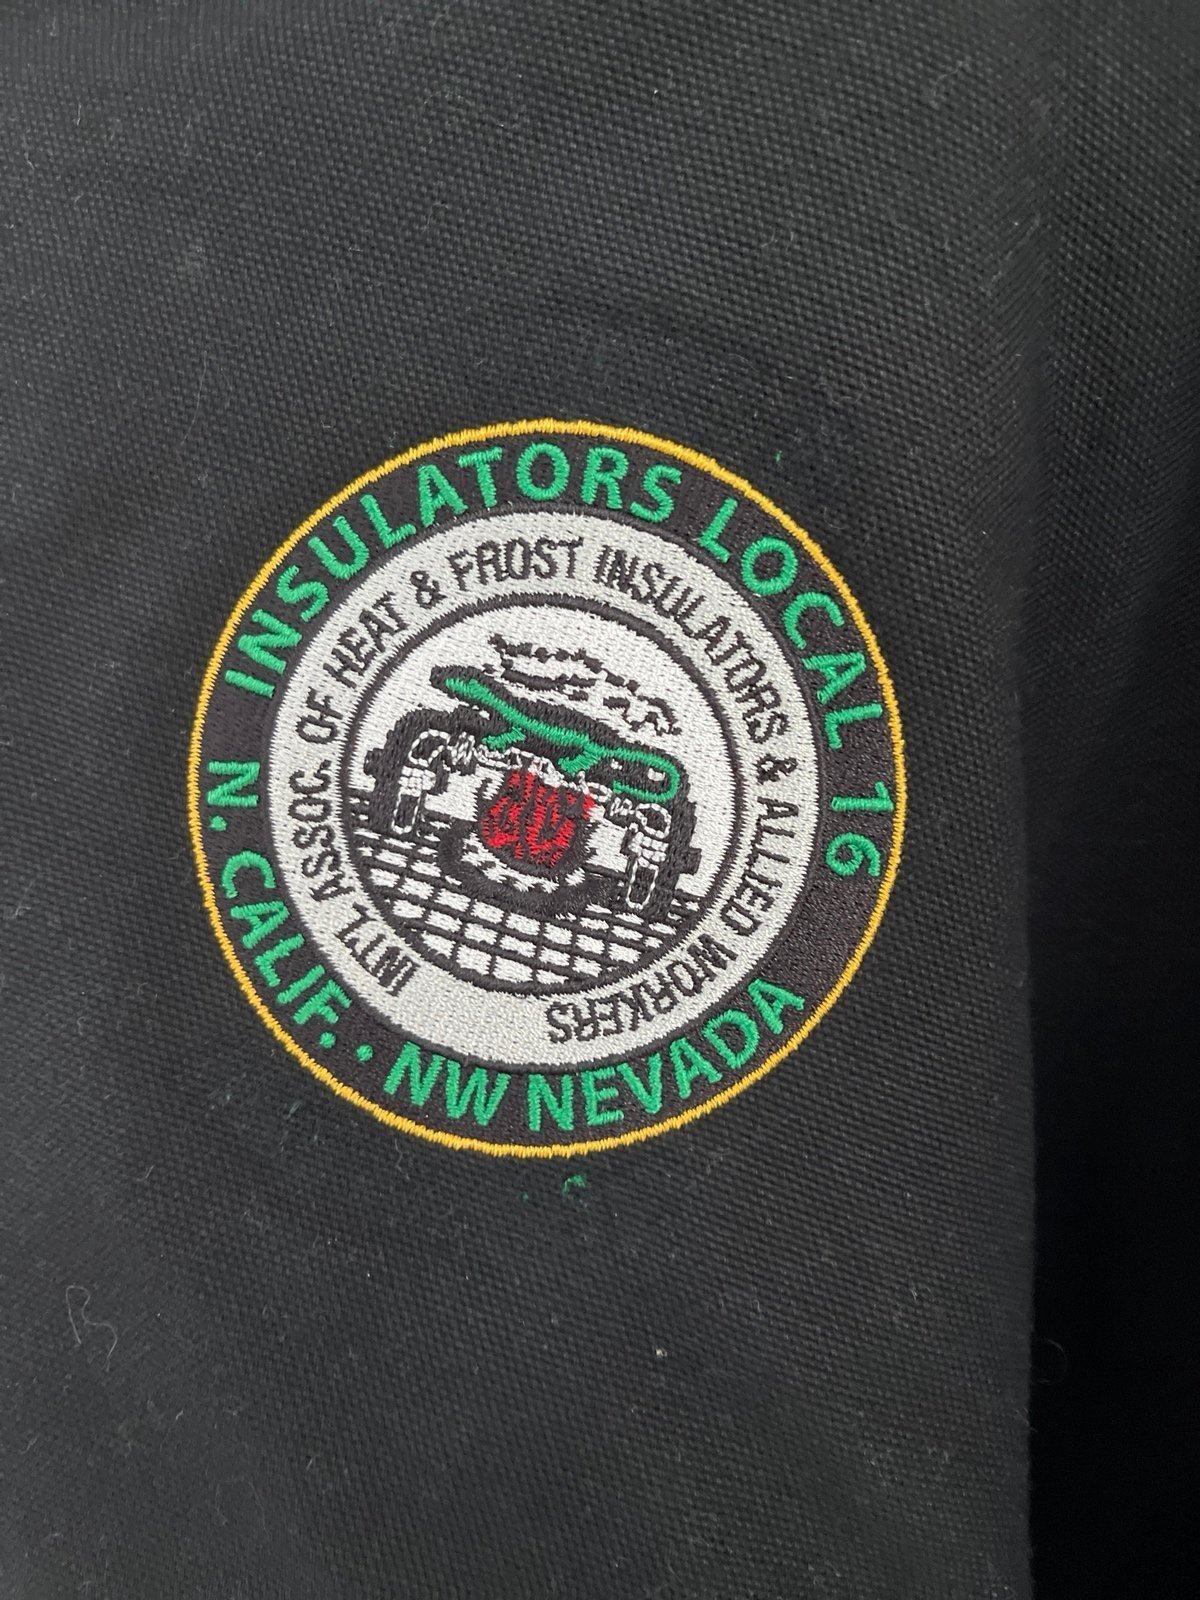 INSULATORS LOCAL 16
N. CALIF. • NW NEVADA
INT'L ASSOC. OF HEAT & FROST INSULATORS & ALLIED WORKERS